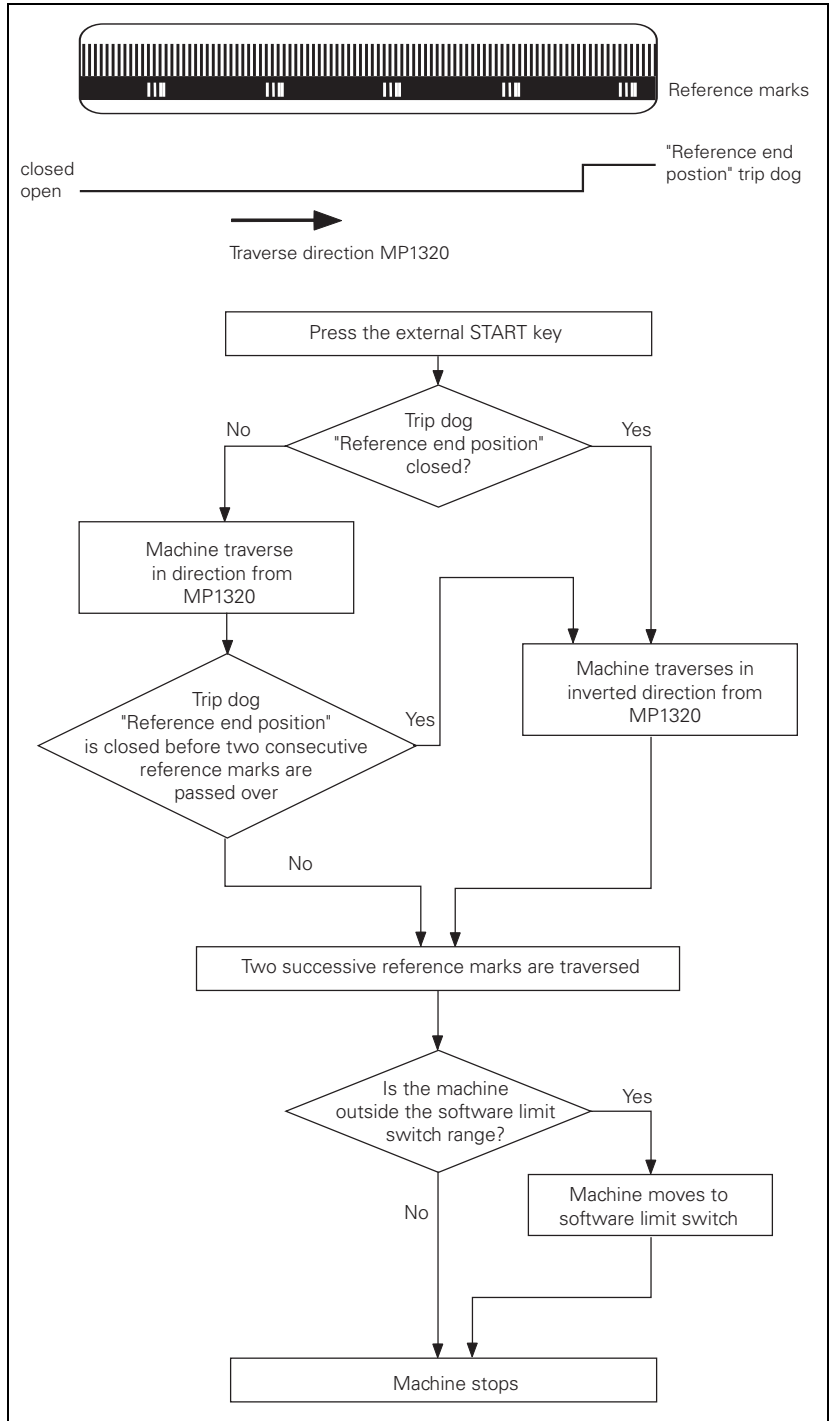 Reference marks
closed
open
"Reference end
postion" trip dog
Traverse direction MP1320
Press the external START key
Trip dog
"Reference end position"
closed?
No
Yes
Machine traverse
in direction from
MP1320
Trip dog
"Reference end position"
is closed before two consecutive
reference marks are
passed over
Yes
Machine traverses in
inverted direction from
MP1320
No
Two successive reference marks are traversed
Is the machine
outside the software limit
switch range?
Yes
No
Machine moves to
software limit switch
Machine stops